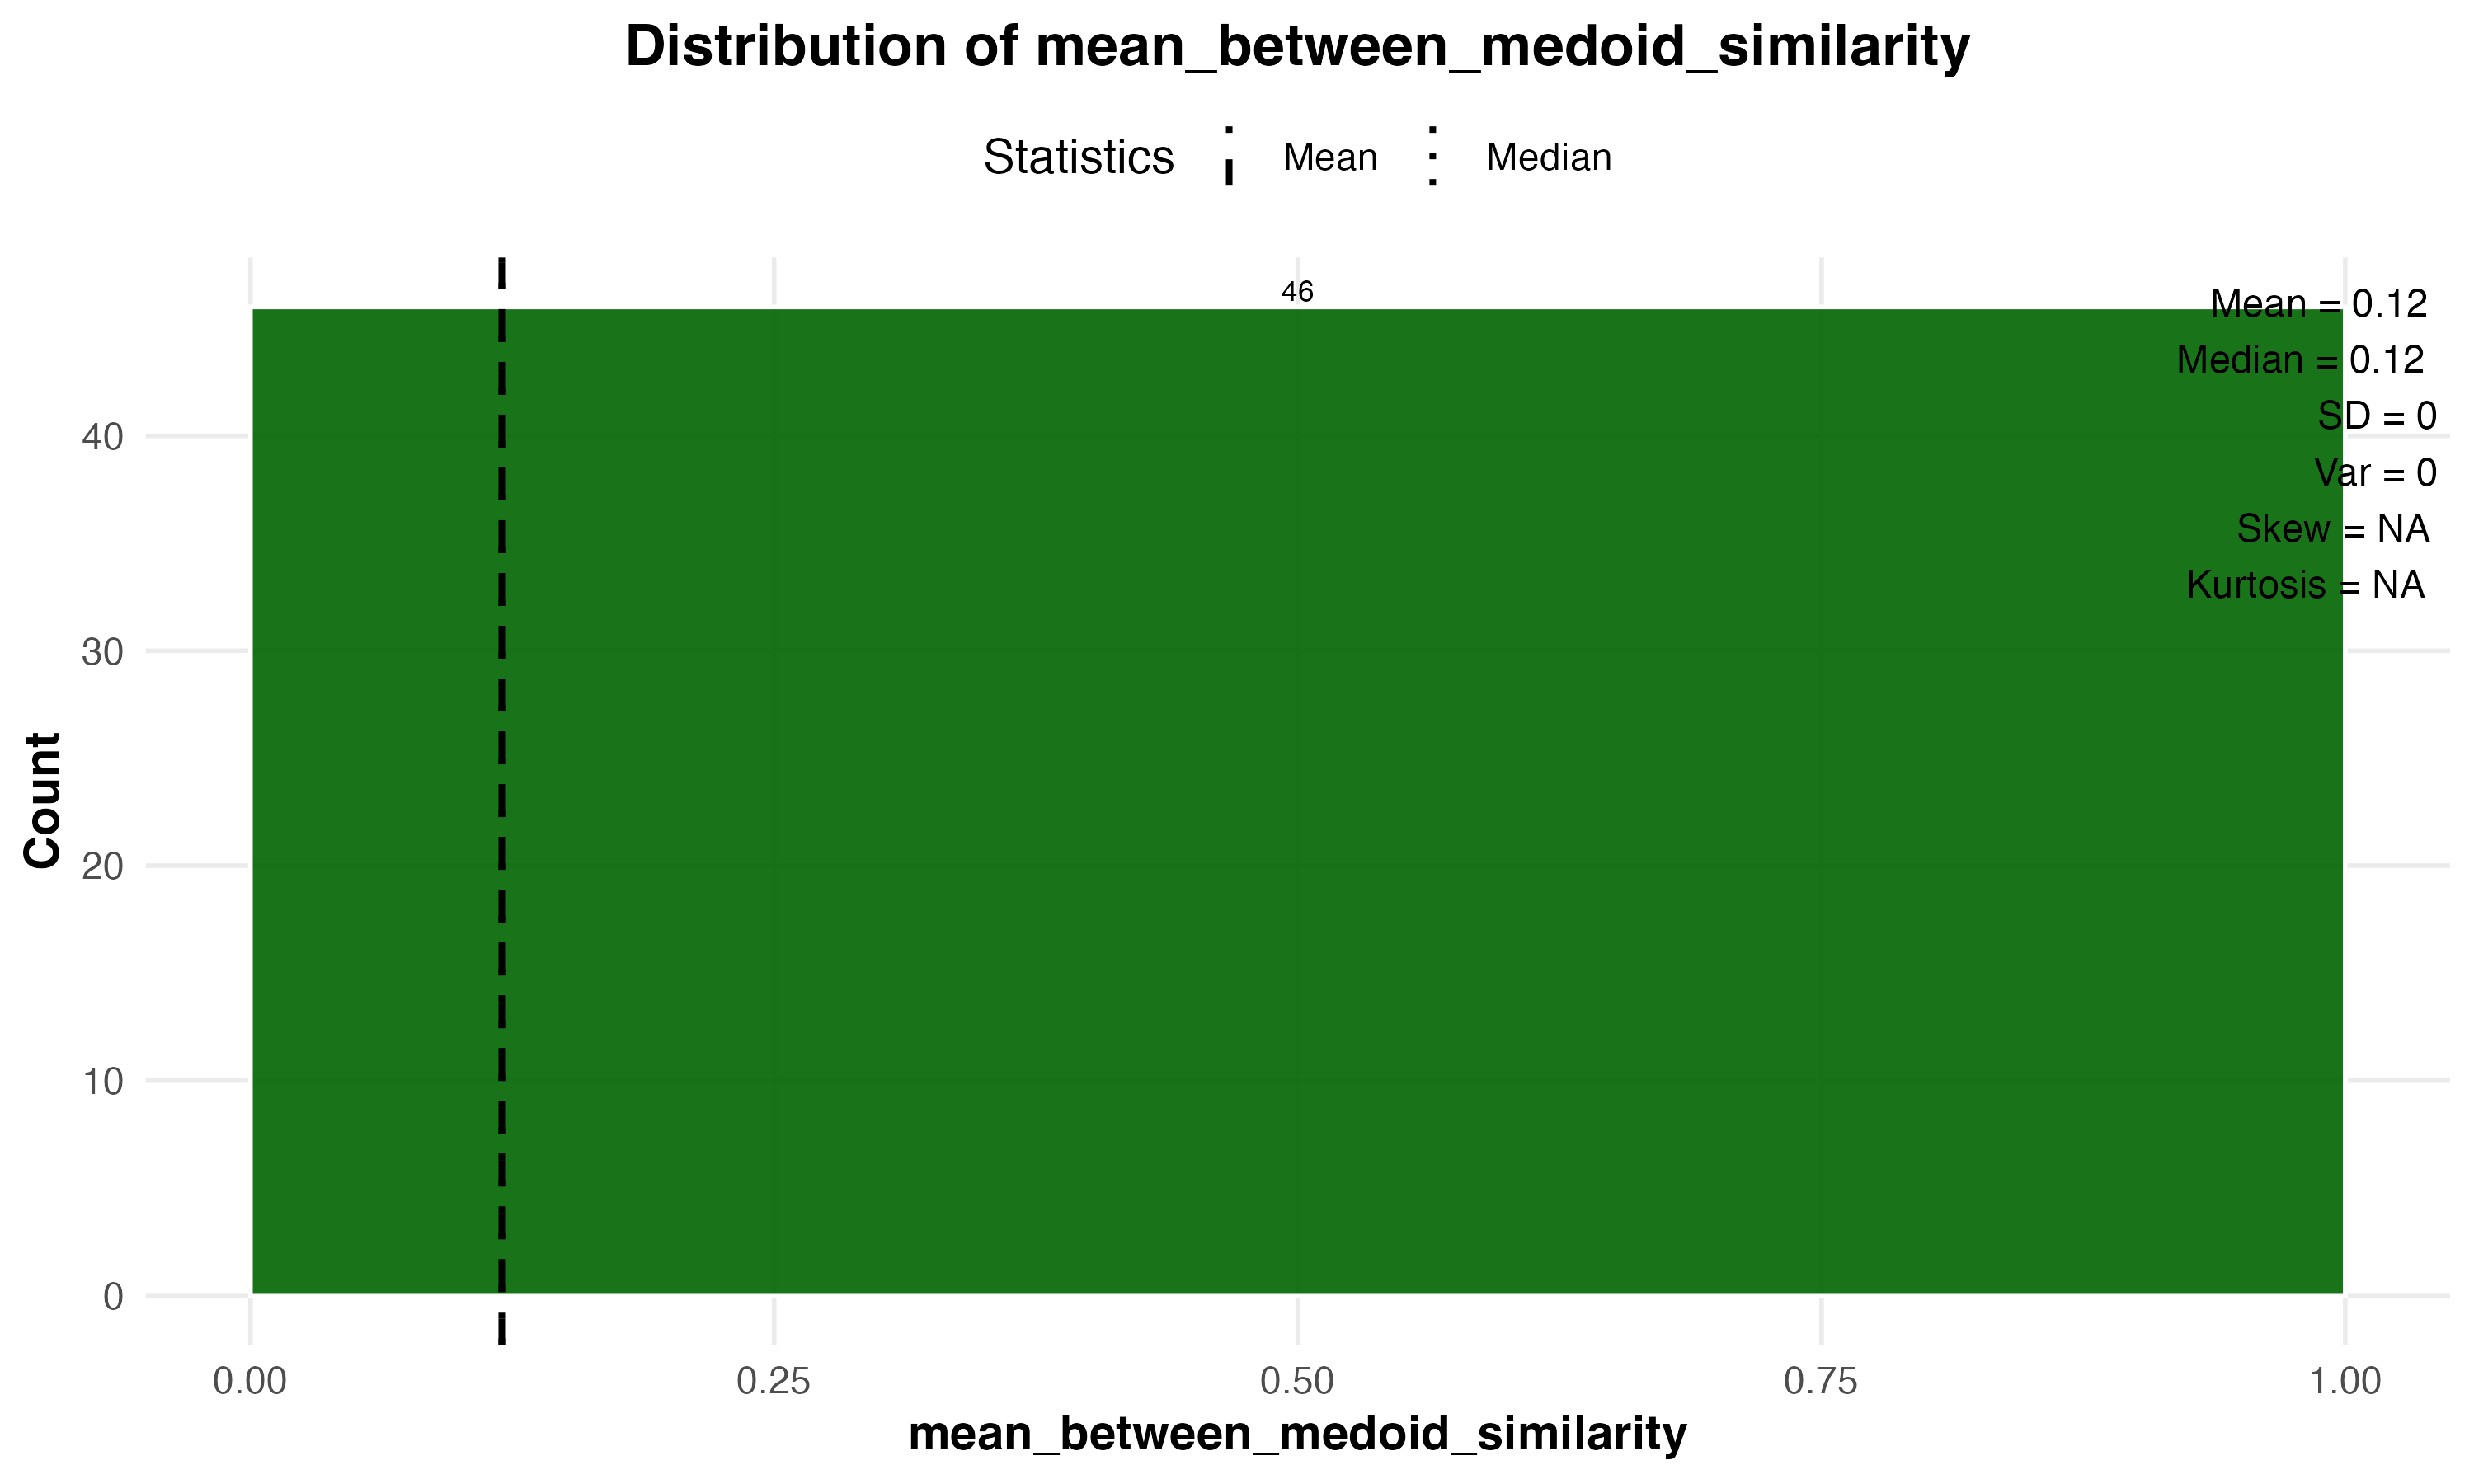 Distribution of mean_between_medoid_similarity
Statistics Mean Median
46
Mean = 0.12
Median = 0.12
SD = 0
Var = 0
Skew = NA
Kurtosis = NA
Count
40
30
20
10
0
0.00 0.25 0.50 0.75 1.00
mean_between_medoid_similarity